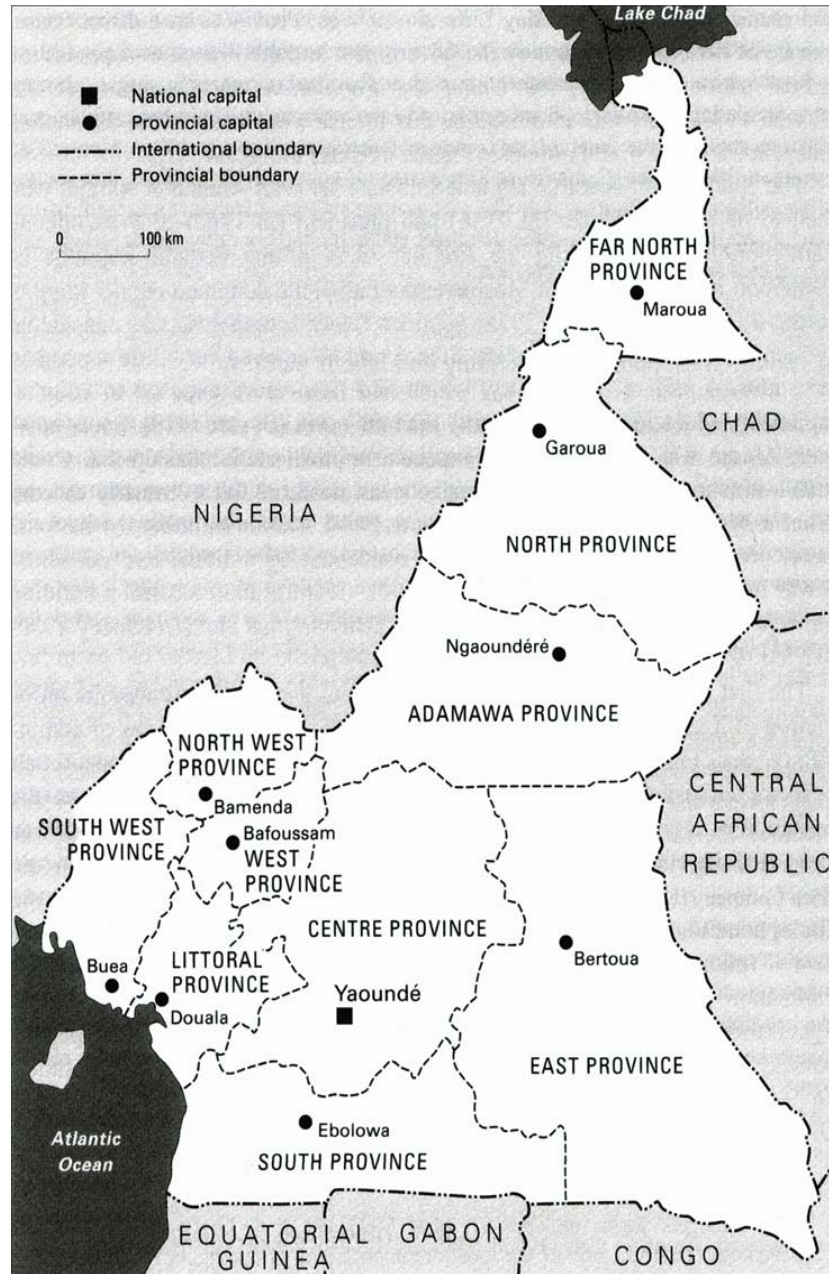 Lake Chad
National capital
Provincial capital
International boundary
Provincial boundary
0 100 km
FAR NORTH
PROVINCE
Maroua
CHAD
Garoua
NIGERIA
NORTH PROVINCE
Ngaoundéré
ADAMAWA PROVINCE
NORTH WEST
PROVINCE
Bamenda
CENTRAL
AFRICAN
REPUBLIC
SOUTH WEST
PROVINCE
Bafoussam
WEST
PROVINCE
CENTRE PROVINCE
Bertoua
LITTORAL
PROVINCE
Buea
Douala
Yaoundé
EAST PROVINCE
Ebolowa
SOUTH PROVINCE
Atlantic
Ocean
EQUATORIAL
GUINEA
GABON
CONGO